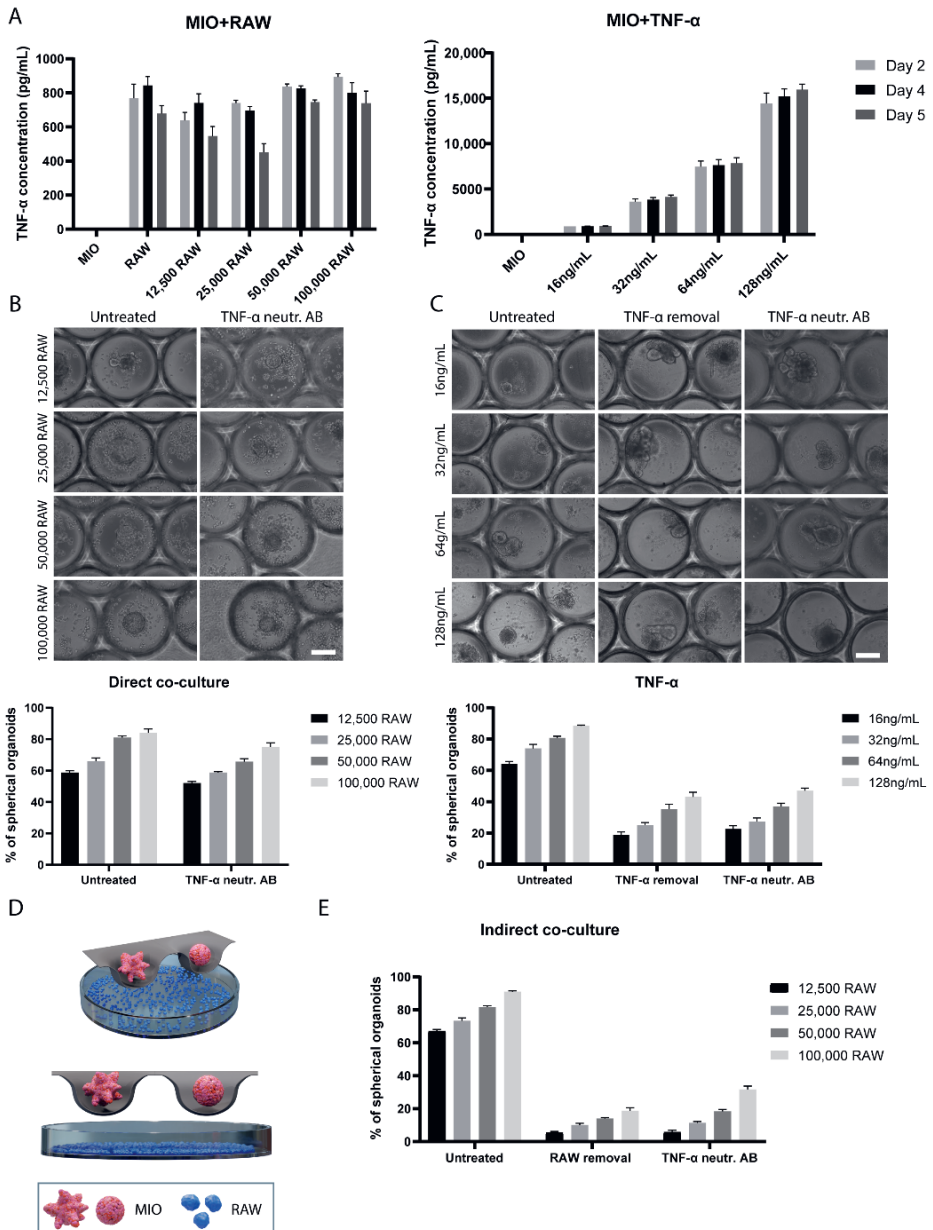 A
MIO+RAW
TNF-α concentration (pg/mL)
1000
800
600
400
200
0
MIO
RAW
12,500 RAW
25,000 RAW
50,000 RAW
100,000 RAW
MIO+TNF-α
TNF-α concentration (pg/mL)
20,000
15,000
10,000
5000
0
MIO
16ng/mL
32ng/mL
64ng/mL
128ng/mL
Day 2
Day 4
Day 5
B
Untreated
TNF-α neutr. AB
12,500 RAW
25,000 RAW
50,000 RAW
100,000 RAW
C
Untreated
TNF-α removal
TNF-α neutr. AB
16ng/mL
32ng/mL
64g/mL
128ng/mL
Direct co-culture
% of spherical organoids
100
80
60
40
20
0
Untreated
TNF-α neutr. AB
12,500 RAW
25,000 RAW
50,000 RAW
100,000 RAW
TNF-α
% of spherical organoids
100
80
60
40
20
0
Untreated
TNF-α removal
TNF-α neutr. AB
16ng/mL
32ng/mL
64ng/mL
128ng/mL
D
MIO
RAW
E
Indirect co-culture
% of spherical organoids
100
80
60
40
20
0
Untreated
RAW removal
TNF-α neutr. AB
12,500 RAW
25,000 RAW
50,000 RAW
100,000 RAW